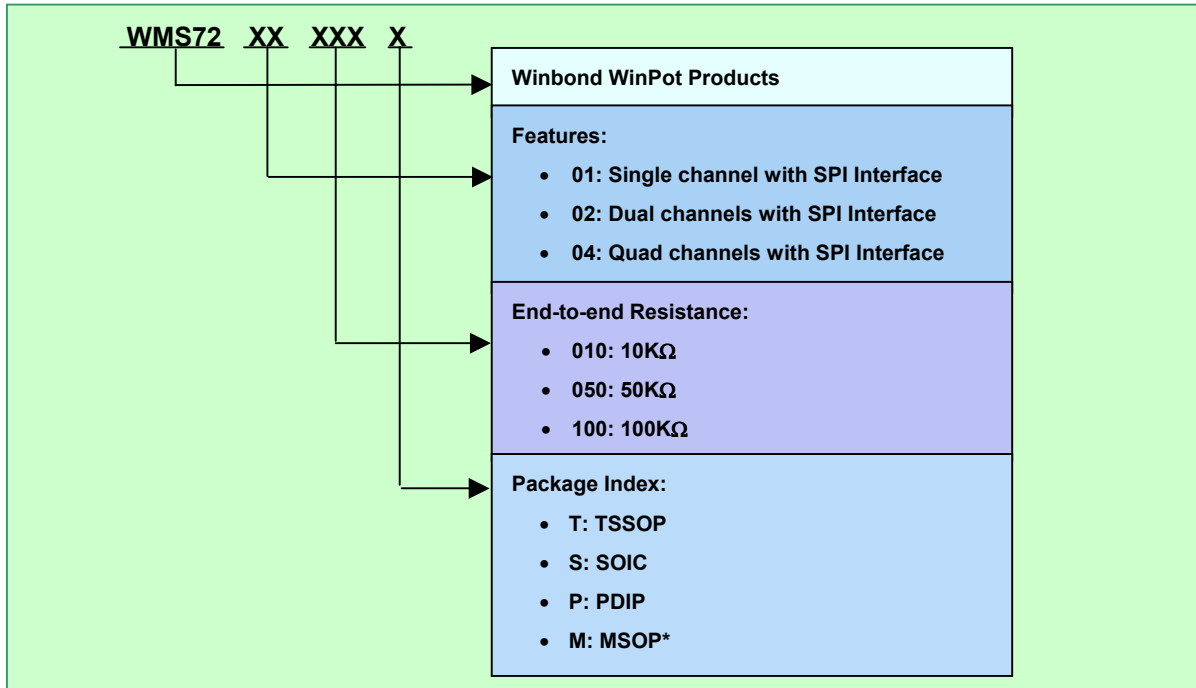 WMS72 XX XXX X
Winbond WinPot Products
Features:
• 01: Single channel with SPI Interface
• 02: Dual channels with SPI Interface
• 04: Quad channels with SPI Interface
End-to-end Resistance:
• 010: 10KΩ
• 050: 50KΩ
• 100: 100KΩ
Package Index:
• T: TSSOP
• S: SOIC
• P: PDIP
• M: MSOP*